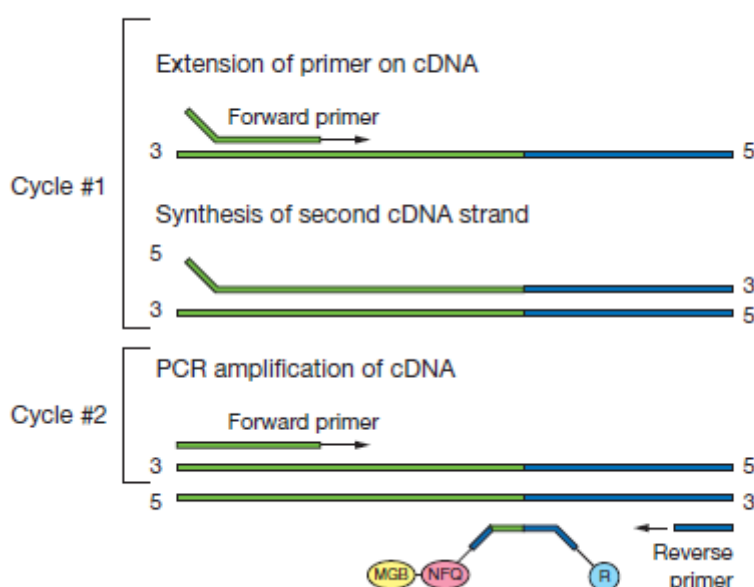 Extension of primer on cDNA
Forward primer
3 5
Cycle #1
Synthesis of second cDNA strand
5
3
3 5
PCR amplification of cDNA
Cycle #2
Forward primer
3 5
5 3
MGB NFQ R
Reverse
primer